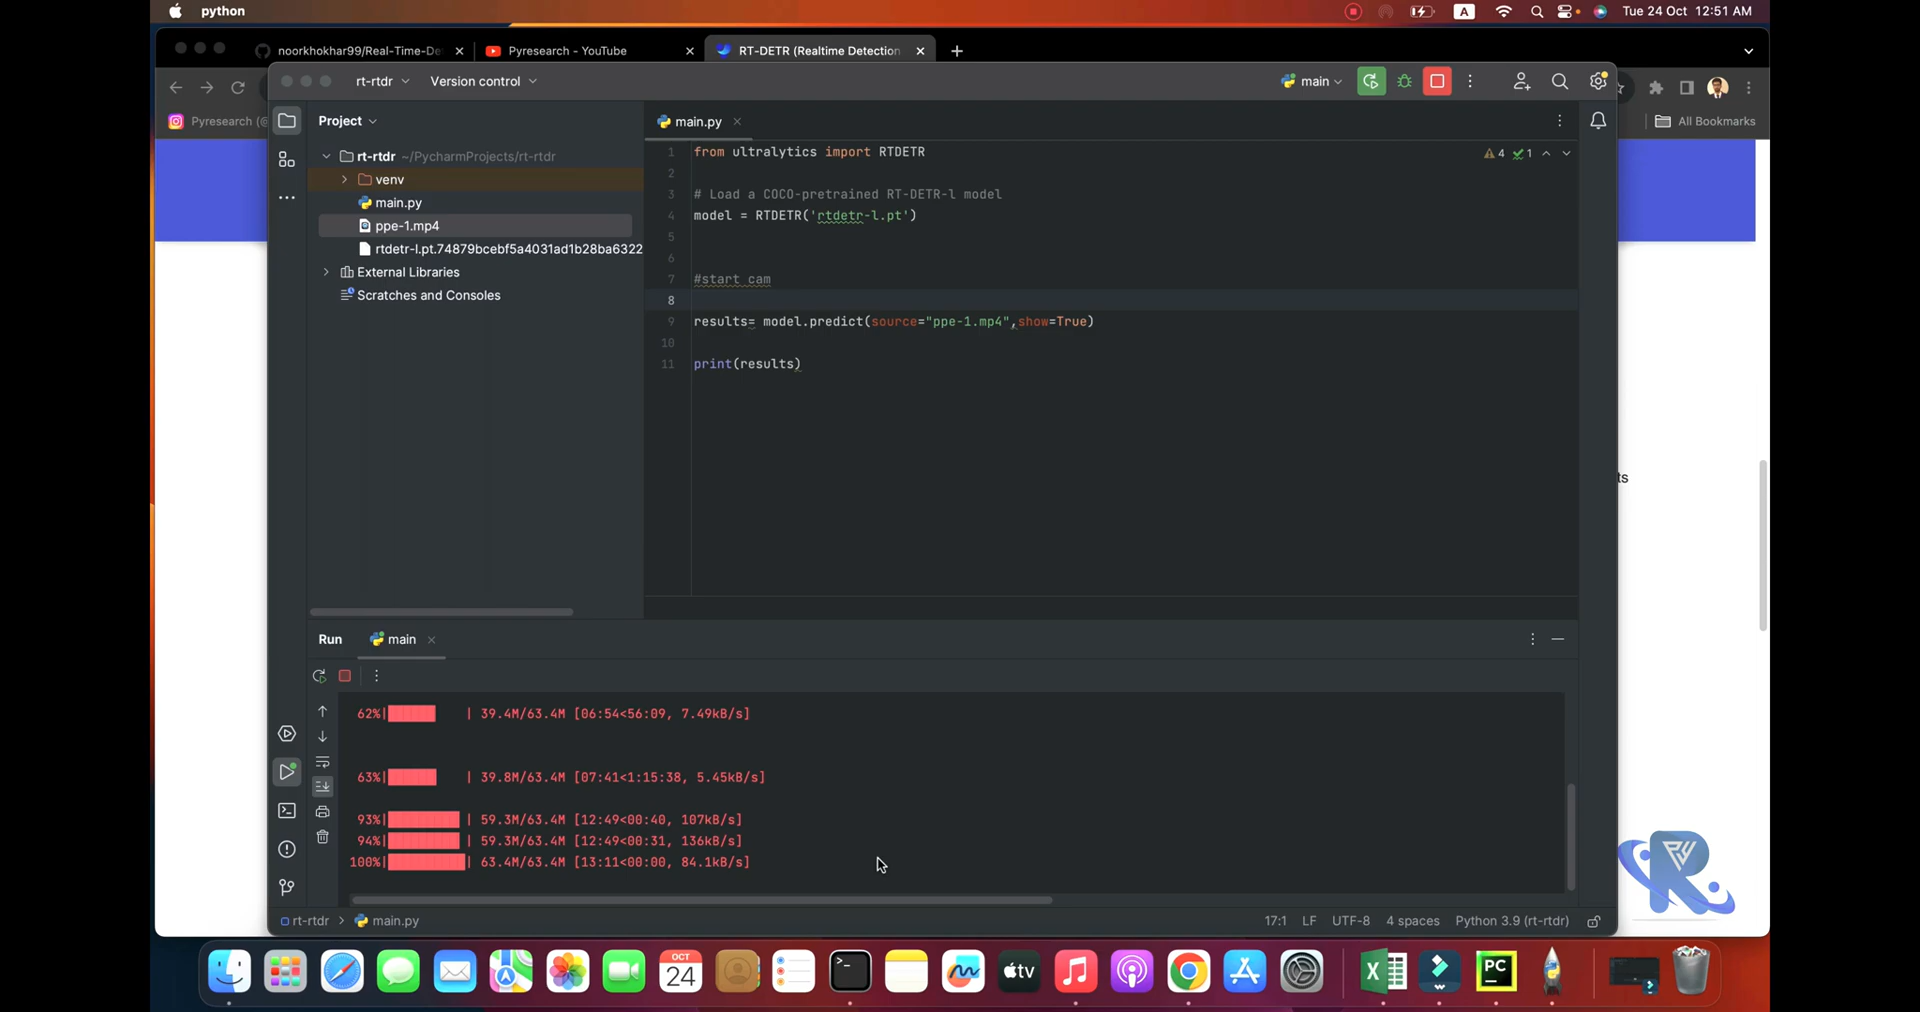 python
A
Tue 24 Oct 12:51 AM
noorkhokhar99/Real-Time-De
Pyresearch - YouTube
RT-DETR (Realtime Detection
rt-rtdr
Version control
main
Pyresearch (@
All Bookmarks
Project
main.py
rt-rtdr ~/PycharmProjects/rt-rtdr
venv
main.py
ppe-1.mp4
rtdetr-l.pt.74879bcebf5a4031ad1b28ba6322
External Libraries
Scratches and Consoles
4 1
1 from ultralytics import RTDETR
2
3 # Load a COCO-pretrained RT-DETR-l model
4 model = RTDETR('rtdetr-l.pt')
5
6
7 #start cam
8
9 results= model.predict(source="ppe-1.mp4",show=True)
10
11 print(results)
ts
Run
main
62%| | 39.4M/63.4M [06:54<56:09, 7.49kB/s]
63%| | 39.8M/63.4M [07:41<1:15:38, 5.45kB/s]
93%| | 59.3M/63.4M [12:49<00:40, 107kB/s]
94%| | 59.3M/63.4M [12:49<00:31, 136kB/s]
100%| | 63.4M/63.4M [13:11<00:00, 84.1kB/s]
rt-rtdr > main.py
17:1 LF UTF-8 4 spaces Python 3.9 (rt-rtdr)
OCT
24
tv
PC